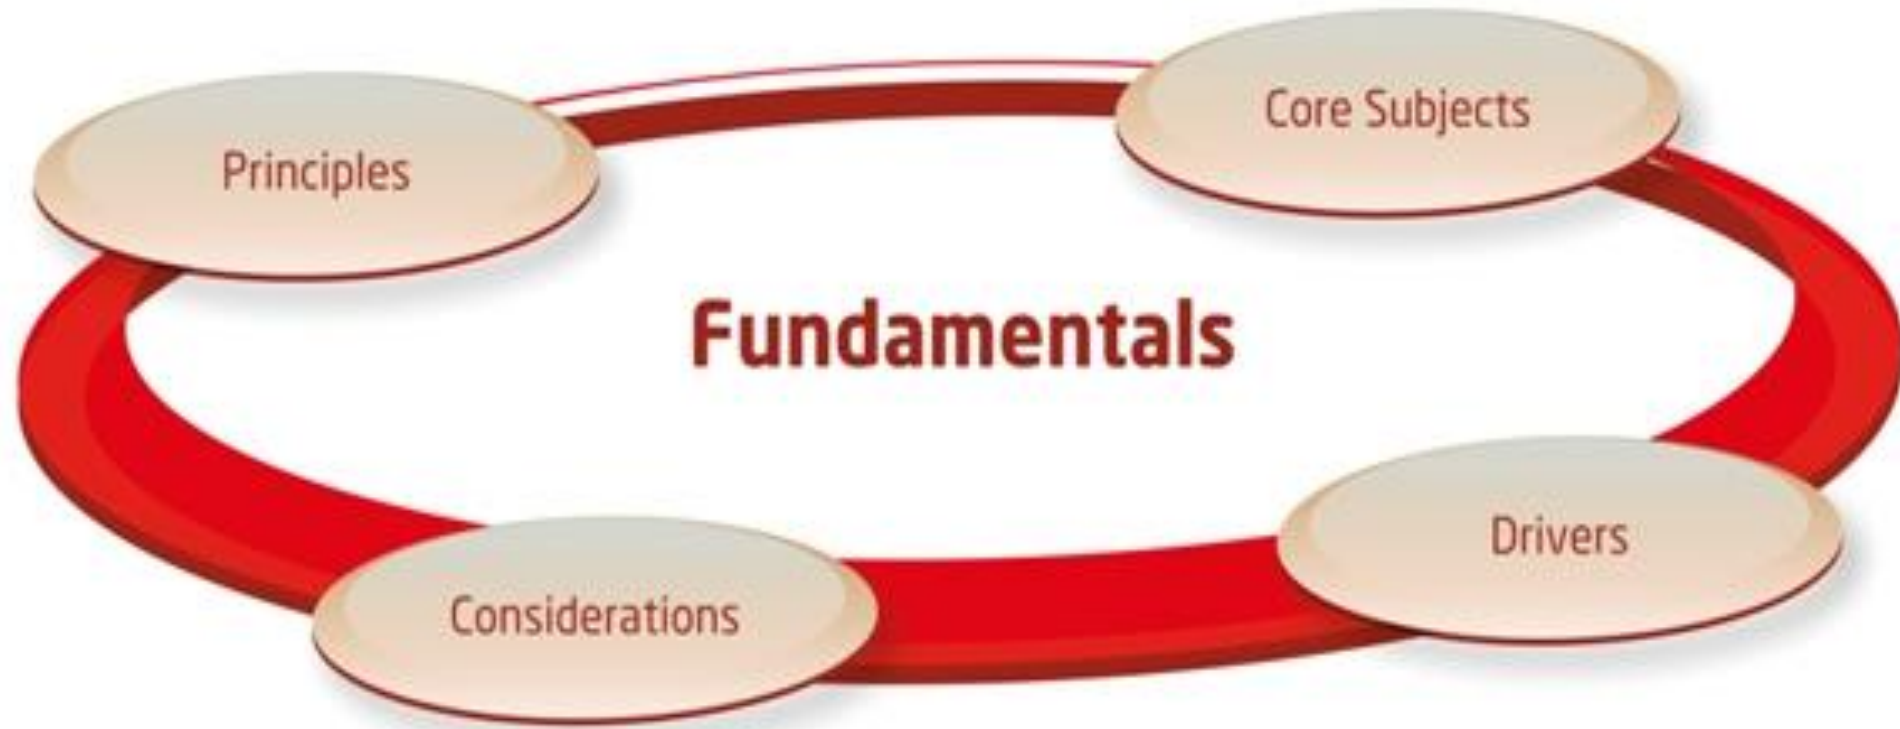 Principles
Core Subjects
Fundamentals
Drivers
Considerations